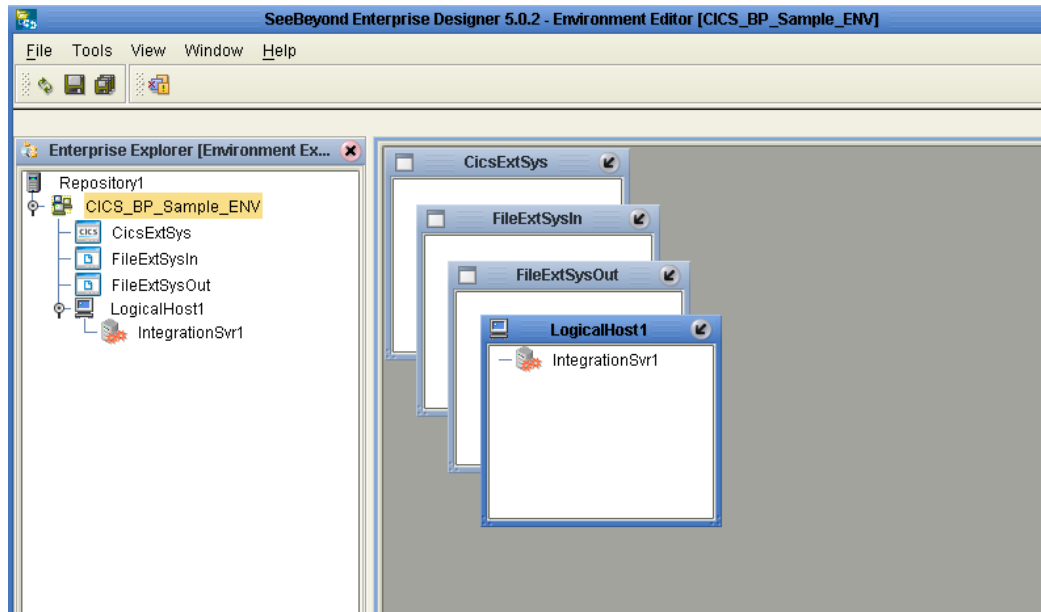 SeeBeyond Enterprise Designer 5.0.2 - Environment Editor [CICS_BP_Sample_ENV]
File Tools View Window Help
Enterprise Explorer [Environment Ex...
Repository1
CICS_BP_Sample_ENV
CICS CicsExtSys
FileExtSysIn
FileExtSysOut
LogicalHost1
IntegrationSvr1
CicsExtSys
FileExtSysIn
FileExtSysOut
LogicalHost1
IntegrationSvr1